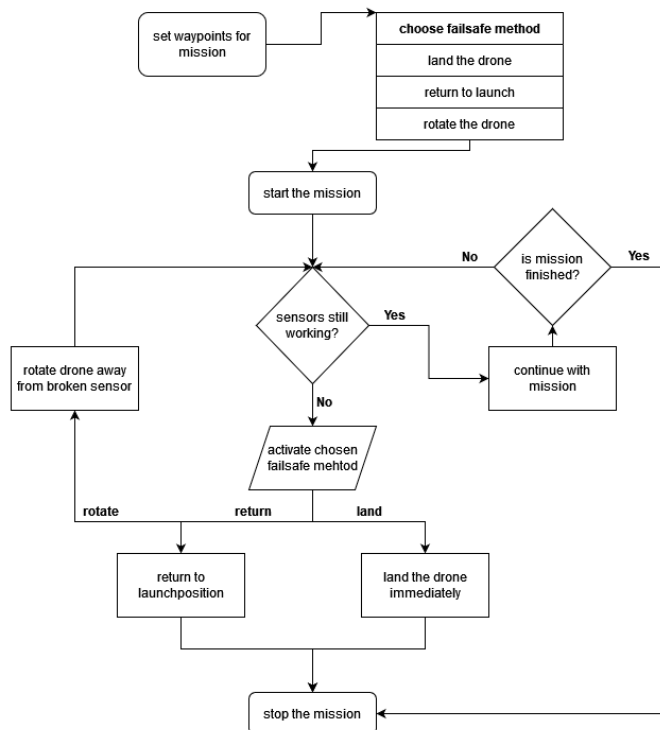 set waypoints for
mission
choose failsafe method
land the drone
return to launch
rotate the drone
start the mission
No
is mission
finished?
Yes
sensors still
working?
Yes
rotate drone away
from broken sensor
continue with
mission
No
activate chosen
failsafe mehtod
rotate
return
land
return to
launchposition
land the drone
immediately
stop the mission